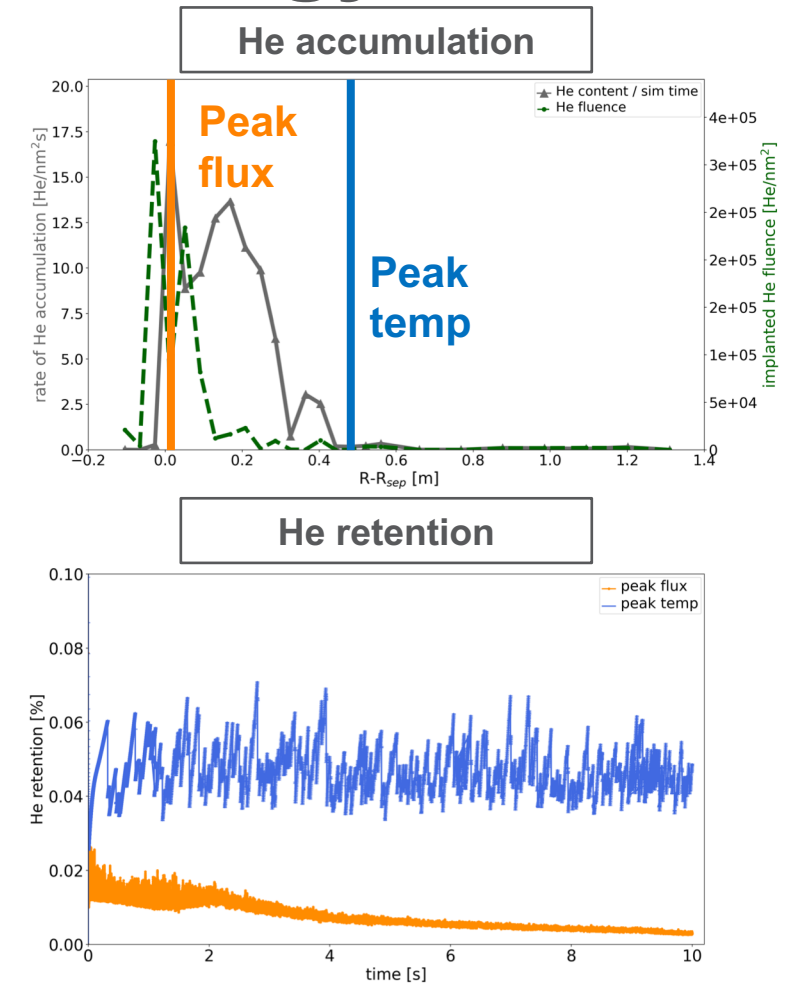 He accumulation
20.0
17.5
15.0
12.5
10.0
7.5
5.0
2.5
0.0
rate of He accumulation [He/nm²s]
Peak
flux
Peak
temp
He content / sim time
He fluence
4e+05
3e+05
2e+05
2e+05
2e+05
1e+05
5e+04
0
implanted He fluence [He/nm²]
−0.2 0.0 0.2 0.4 0.6 0.8 1.0 1.2 1.4
R-Rsep [m]
He retention
0.10
0.08
0.06
0.04
0.02
0.00
He retention [%]
peak flux
peak temp
0 2 4 6 8 10
time [s]